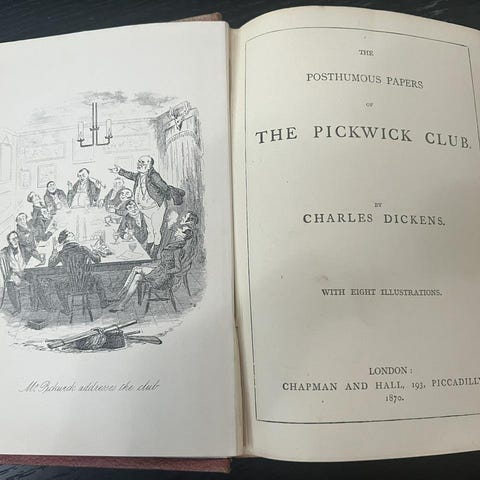 Mr. Pickwick addresses the club.
THE
POSTHUMOUS PAPERS
OF
THE PICKWICK CLUB.
BY
CHARLES DICKENS.
WITH EIGHT ILLUSTRATIONS.
LONDON:
CHAPMAN AND HALL, 193, PICCADILLY
1870.